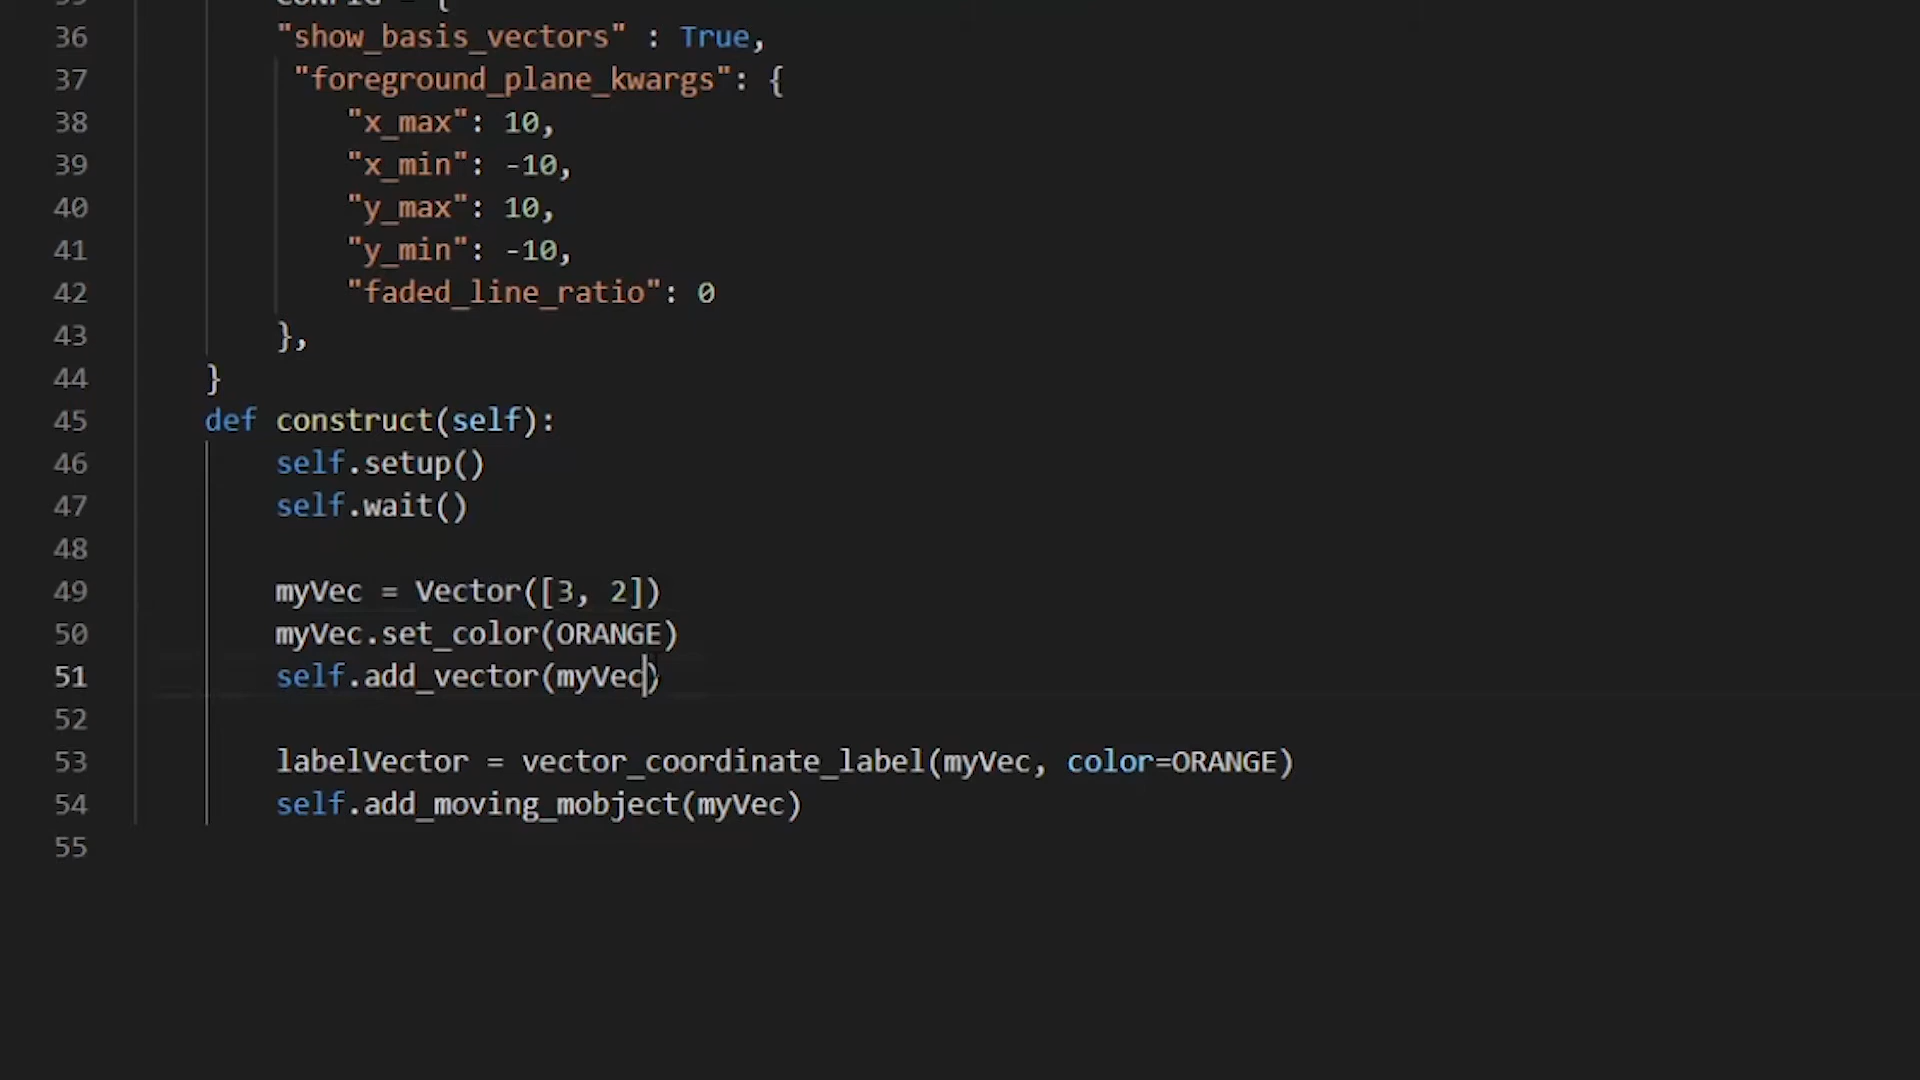 36 "show_basis_vectors" : True,
37 "foreground_plane_kwargs": {
38 "x_max": 10,
39 "x_min": -10,
40 "y_max": 10,
41 "y_min": -10,
42 "faded_line_ratio": 0
43 },
44 }
45 def construct(self):
46 self.setup()
47 self.wait()
48
49 myVec = Vector([3, 2])
50 myVec.set_color(ORANGE)
51 self.add_vector(myVec)
52
53 labelVector = vector_coordinate_label(myVec, color=ORANGE)
54 self.add_moving_mobject(myVec)
55